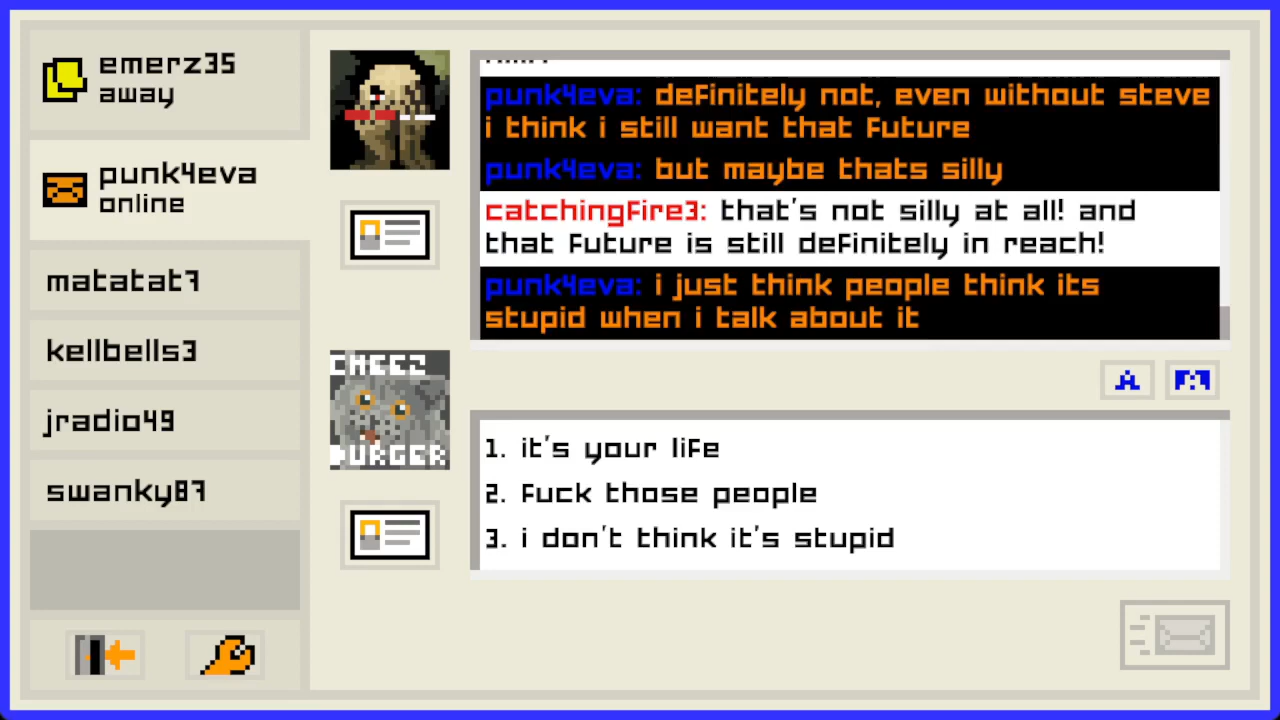 emerz35
away
punk4eva
online
matatat7
kellbells3
jradio49
swanky87
punk4eva: definitely not, even without steve
i think i still want that future
punk4eva: but maybe thats silly
catchingfire3: that's not silly at all! and
that future is still definitely in reach!
punk4eva: i just think people think its
stupid when i talk about it
CHEEZ
BURGER
A
A
1. it's your life
2. fuck those people
3. i don't think it's stupid